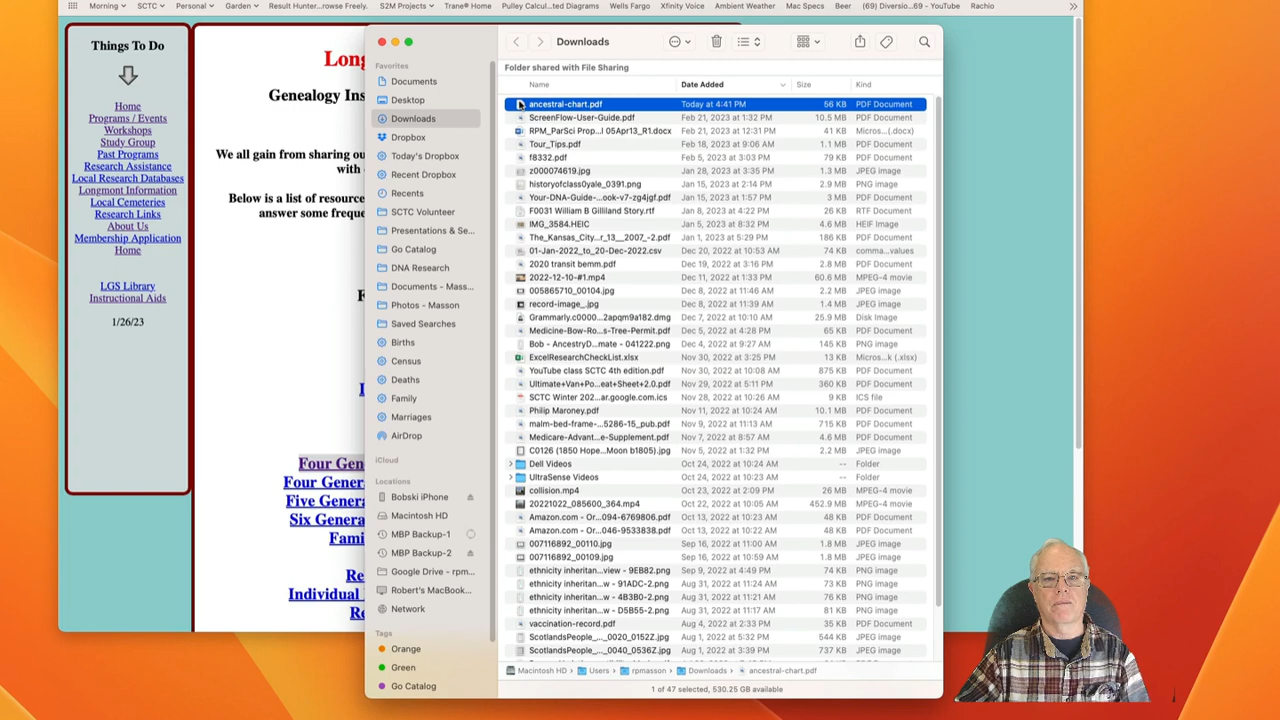 Morning SCTC Personal Garden Result Hunter...rowse Freely. S2M Projects Trane® Home Pulley Calcul...ted Diagrams Wells Fargo Xfinity Voice Ambient Weather Mac Specs Beer (69) Diversio...69 - YouTube Rachio
Things To Do
Home
Programs / Events
Workshops
Study Group
Past Programs
Research Assistance
Local Research Databases
Longmont Information
Local Cemeteries
Research Links
About Us
Membership Application
Home
LGS Library
Instructional Aids
1/26/23
Long
Genealogy Ins
We all gain from sharing ou
with
Below is a list of resourc
answer some freque
F
Four Gen
Four Gener
Five Genera
Six Genera
Fami
Re
Individual
Re
Favorites
Documents
Desktop
Downloads
Dropbox
Today's Dropbox
Recent Dropbox
Recents
SCTC Volunteer
Presentations & Se...
Go Catalog
DNA Research
Documents - Mass...
Photos - Masson
Saved Searches
Births
Census
Deaths
Family
Marriages
AirDrop
iCloud
Locations
Bobski iPhone
Macintosh HD
MBP Backup-1
MBP Backup-2
Google Drive - rpm...
Robert's MacBook...
Network
Tags
Orange
Green
Go Catalog
Downloads
Folder shared with File Sharing
Name Date Added Size Kind
ancestral-chart.pdf Today at 4:41 PM 56 KB PDF Document
ScreenFlow-User-Guide.pdf Feb 21, 2023 at 1:32 PM 10.5 MB PDF Document
RPM_ParSci Prop...l 05Apr13_R1.docx Feb 21, 2023 at 12:31 PM 41 KB Micros...(.docx)
Tour_Tips.pdf Feb 18, 2023 at 9:06 AM 1.1 MB PDF Document
f8332.pdf Feb 5, 2023 at 3:03 PM 79 KB PDF Document
z000074619.jpg Jan 28, 2023 at 3:35 PM 1.3 MB JPEG image
historyofclass0yale_0391.png Jan 15, 2023 at 2:14 PM 2.9 MB PNG image
Your-DNA-Guide-...ook-v7-zg4jgf.pdf Jan 15, 2023 at 1:57 PM 3 MB PDF Document
F0031 William B Gilliland Story.rtf Jan 8, 2023 at 4:22 PM 26 KB RTF Document
IMG_3584.HEIC Jan 5, 2023 at 8:32 PM 4.6 MB HEIF Image
The_Kansas_City...r_13__2007_-2.pdf Jan 1, 2023 at 5:29 PM 186 KB PDF Document
01-Jan-2022_to_20-Dec-2022.csv Dec 20, 2022 at 10:53 AM 74 KB comma...values
2020 transit bemm.pdf Dec 19, 2022 at 3:16 PM 2.8 MB PDF Document
2022-12-10-#1.mp4 Dec 11, 2022 at 1:33 PM 60.6 MB MPEG-4 movie
005865710_00104.jpg Dec 8, 2022 at 11:46 AM 2.2 MB JPEG image
record-image_.jpg Dec 8, 2022 at 11:39 AM 1.4 MB JPEG image
Grammarly.c0000...2apqm9a182.dmg Dec 7, 2022 at 10:10 AM 25.9 MB Disk Image
Medicine-Bow-Ro...s-Tree-Permit.pdf Dec 5, 2022 at 4:28 PM 65 KB PDF Document
Bob - AncestryD...mate - 041222.png Dec 4, 2022 at 9:27 AM 145 KB PNG image
ExcelResearchCheckList.xlsx Nov 30, 2022 at 3:25 PM 13 KB Micros...k (.xlsx)
YouTube class SCTC 4th edition.pdf Nov 30, 2022 at 10:08 AM 875 KB PDF Document
Ultimate+Van+Po...eat+Sheet+2.0.pdf Nov 29, 2022 at 5:11 PM 360 KB PDF Document
SCTC Winter 202...ar.google.com.ics Nov 28, 2022 at 10:26 AM 9 KB ICS file
Philip Maroney.pdf Nov 11, 2022 at 10:24 AM 10.1 MB PDF Document
malm-bed-frame-...5286-15_pub.pdf Nov 9, 2022 at 11:13 AM 715 KB PDF Document
Medicare-Advant...e-Supplement.pdf Nov 7, 2022 at 8:57 AM 4.6 MB PDF Document
C0126 (1850 Hope...Moon b1805).jpg Nov 5, 2022 at 1:32 PM 2.2 MB JPEG image
Dell Videos Oct 24, 2022 at 10:24 AM -- Folder
UltraSense Videos Oct 24, 2022 at 10:23 AM -- Folder
collision.mp4 Oct 23, 2022 at 2:09 PM 26 MB MPEG-4 movie
20221022_085600_364.mp4 Oct 22, 2022 at 10:05 AM 452.9 MB MPEG-4 movie
Amazon.com - Or...094-6769806.pdf Oct 13, 2022 at 10:23 AM 48 KB PDF Document
Amazon.com - Or...046-9533838.pdf Oct 13, 2022 at 10:22 AM 48 KB PDF Document
007116892_00110.jpg Sep 16, 2022 at 11:00 AM 1.8 MB JPEG image
007116892_00109.jpg Sep 16, 2022 at 10:59 AM 1.8 MB JPEG image
ethnicity inheritan...view - 9EB82.png Sep 9, 2022 at 4:49 PM 74 KB PNG image
ethnicity inheritan...w - 91ADC-2.png Aug 31, 2022 at 11:24 AM 73 KB PNG image
ethnicity inheritan...w - 4B3B0-2.png Aug 31, 2022 at 11:21 AM 76 KB PNG image
ethnicity inheritan...w - D5B55-2.png Aug 31, 2022 at 11:17 AM 81 KB PNG image
vaccination-record.pdf Aug 4, 2022 at 2:33 PM 35 KB PDF Document
ScotlandsPeople_..._0020_0152Z.jpg Aug 1, 2022 at 5:32 PM 544 KB JPEG image
ScotlandsPeople_..._0040_0536Z.jpg Aug 1, 2022 at 3:39 PM 737 KB JPEG image
Macintosh HD Users rpmasson Downloads ancestral-chart.pdf
1 of 47 selected, 530.25 GB available